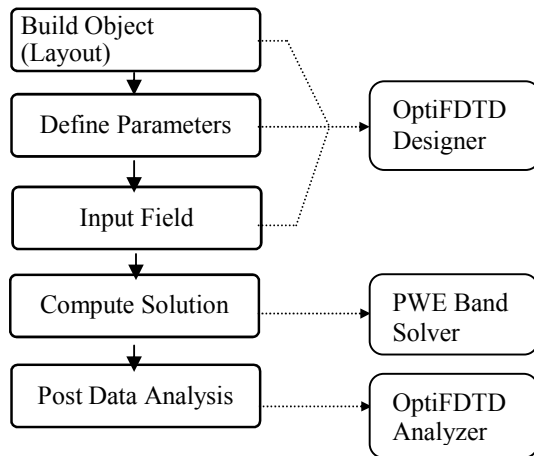 Build Object
(Layout)
Define Parameters
OptiFDTD
Designer
Input Field
Compute Solution
PWE Band
Solver
Post Data Analysis
OptiFDTD
Analyzer